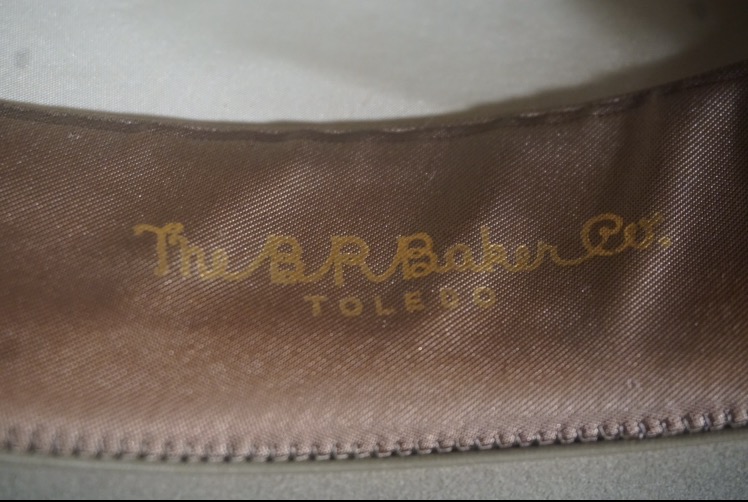 The B.R. Baker Co.
TOLEDO